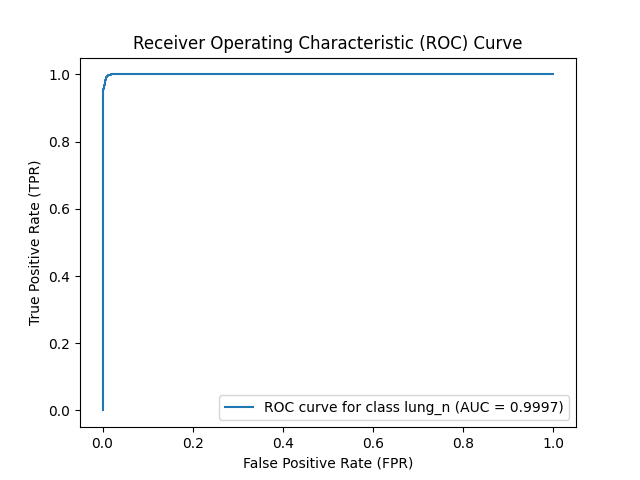 Receiver Operating Characteristic (ROC) Curve
1.0
0.8
0.6
0.4
0.2
0.0
True Positive Rate (TPR)
ROC curve for class lung_n (AUC = 0.9997)
0.0 0.2 0.4 0.6 0.8 1.0
False Positive Rate (FPR)